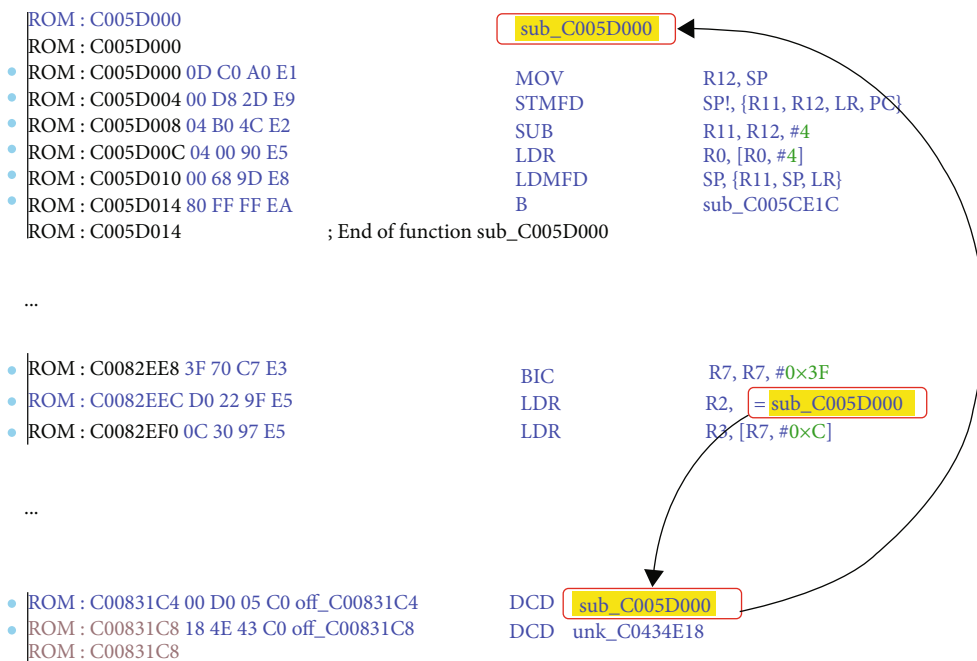 ROM : C005D000
ROM : C005D000 sub_C005D000
ROM : C005D000 0D C0 A0 E1 MOV R12, SP
ROM : C005D004 00 D8 2D E9 STMFD SP!, {R11, R12, LR, PC}
ROM : C005D008 04 B0 4C E2 SUB R11, R12, #4
ROM : C005D00C 04 00 90 E5 LDR R0, [R0, #4]
ROM : C005D010 00 68 9D E8 LDMFD SP, {R11, SP, LR}
ROM : C005D014 80 FF FF EA B sub_C005CE1C
ROM : C005D014 ; End of function sub_C005D000
...
ROM : C0082EE8 3F 70 C7 E3 BIC R7, R7, #0×3F
ROM : C0082EEC D0 22 9F E5 LDR R2, = sub_C005D000
ROM : C0082EF0 0C 30 97 E5 LDR R3, [R7, #0×C]
...
ROM : C00831C4 00 D0 05 C0 off_C00831C4 DCD sub_C005D000
ROM : C00831C8 18 4E 43 C0 off_C00831C8 DCD unk_C0434E18
ROM : C00831C8